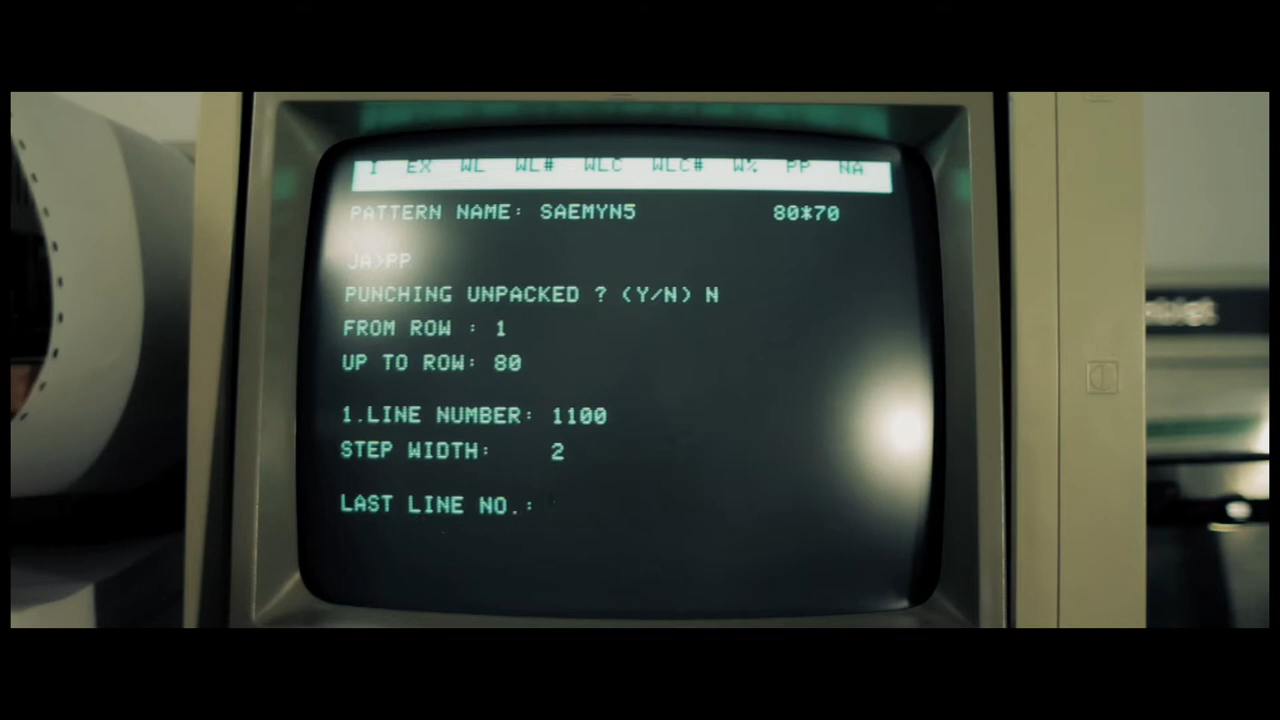 I EX WL WL# WLC WLC# W% PP NA
PATTERN NAME: SAEMYN5 80*70
JA>PP
PUNCHING UNPACKED ? (Y/N) N
FROM ROW : 1
UP TO ROW: 80
1.LINE NUMBER: 1100
STEP WIDTH: 2
LAST LINE NO.: